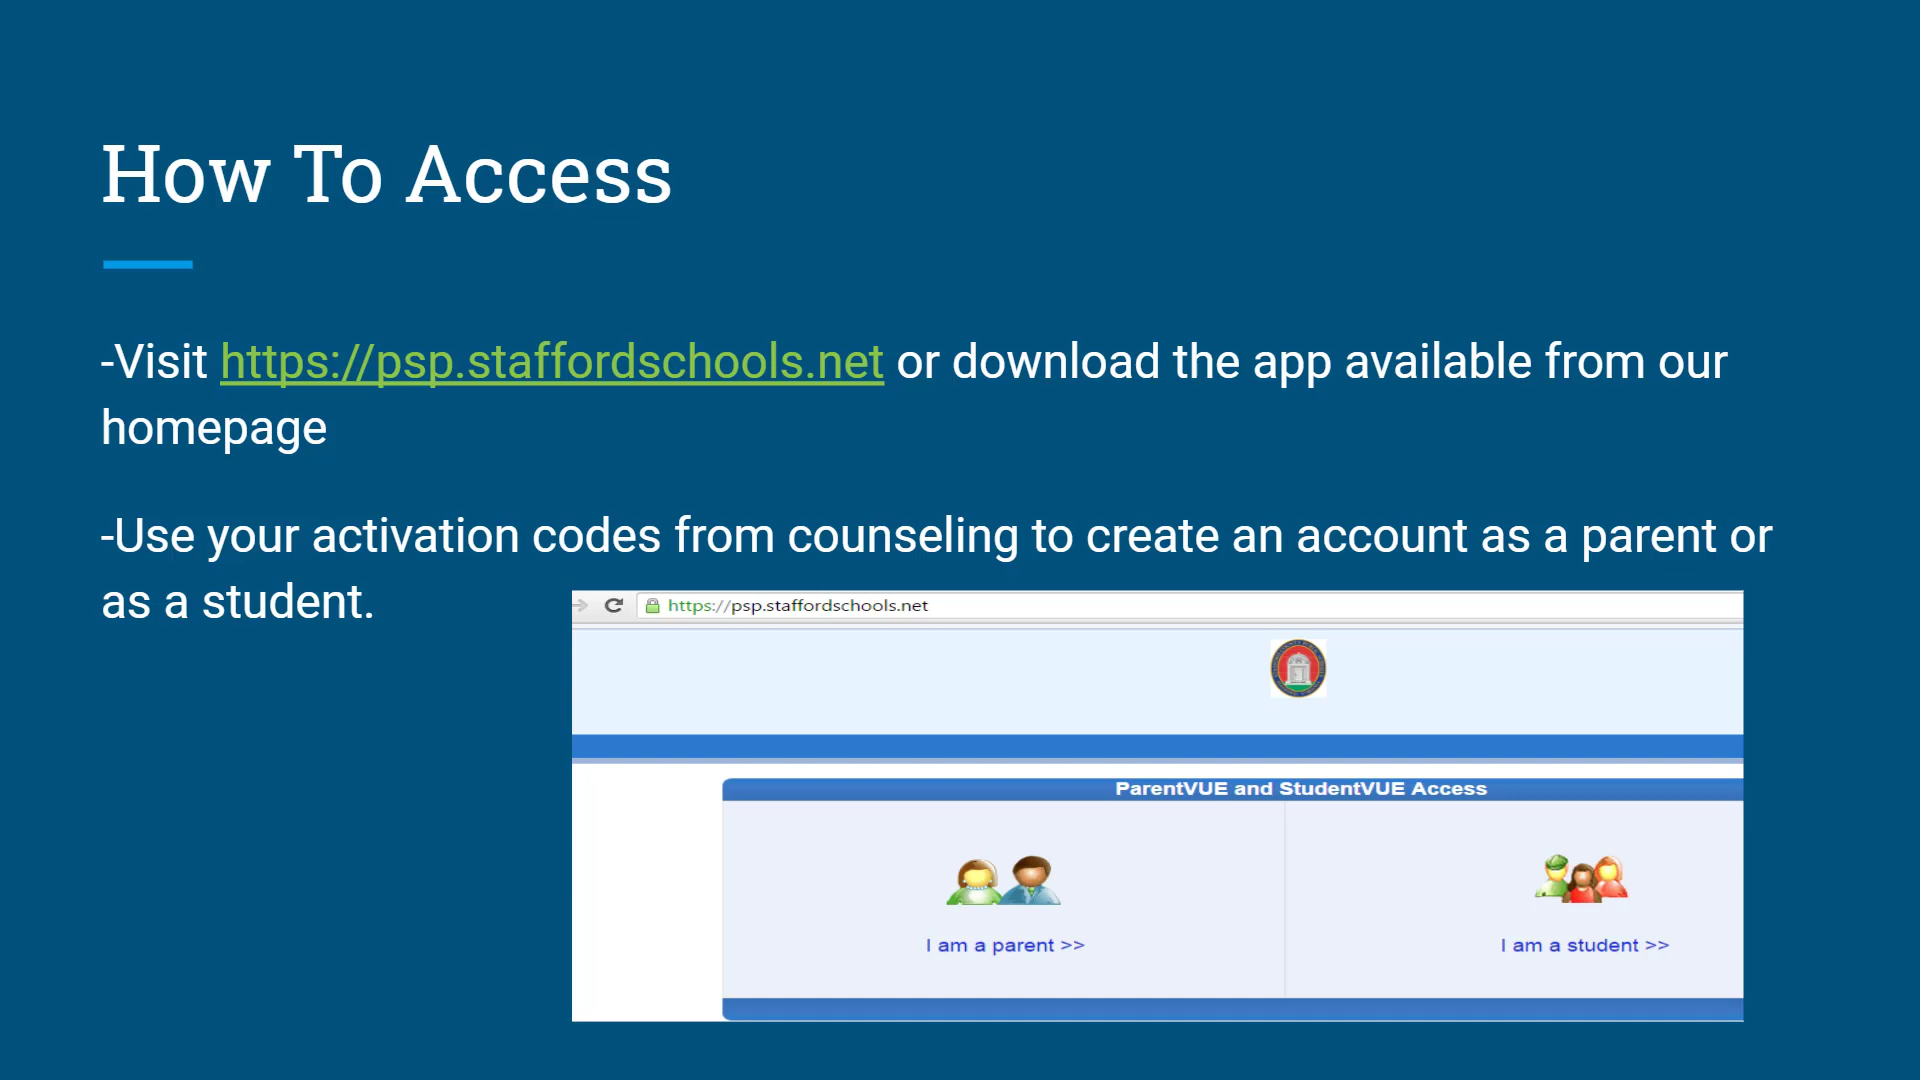 How To Access
-Visit https://psp.staffordschools.net or download the app available from our
homepage
-Use your activation codes from counseling to create an account as a parent or
as a student.
https://psp.staffordschools.net
ParentVUE and StudentVUE Access
I am a parent >>
I am a student >>